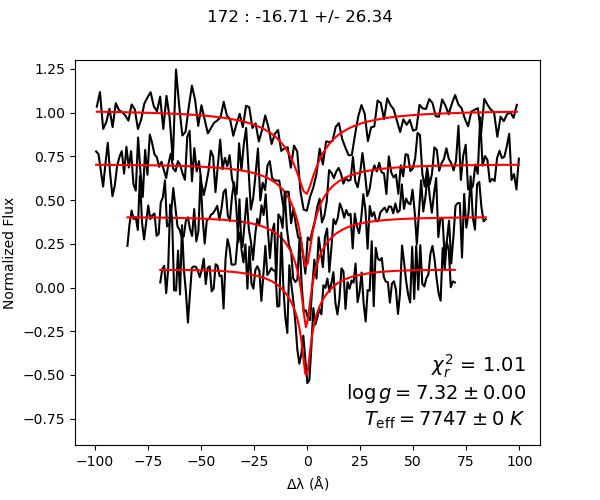 172 : -16.71 +/- 26.34
1.25
1.00
0.75
0.50
0.25
0.00
−0.25
−0.50
−0.75
Normalized Flux
χ²ᵣ = 1.01
log g = 7.32 ± 0.00
T_eff = 7747 ± 0 K
−100 −75 −50 −25 0 25 50 75 100
Δλ (Å)